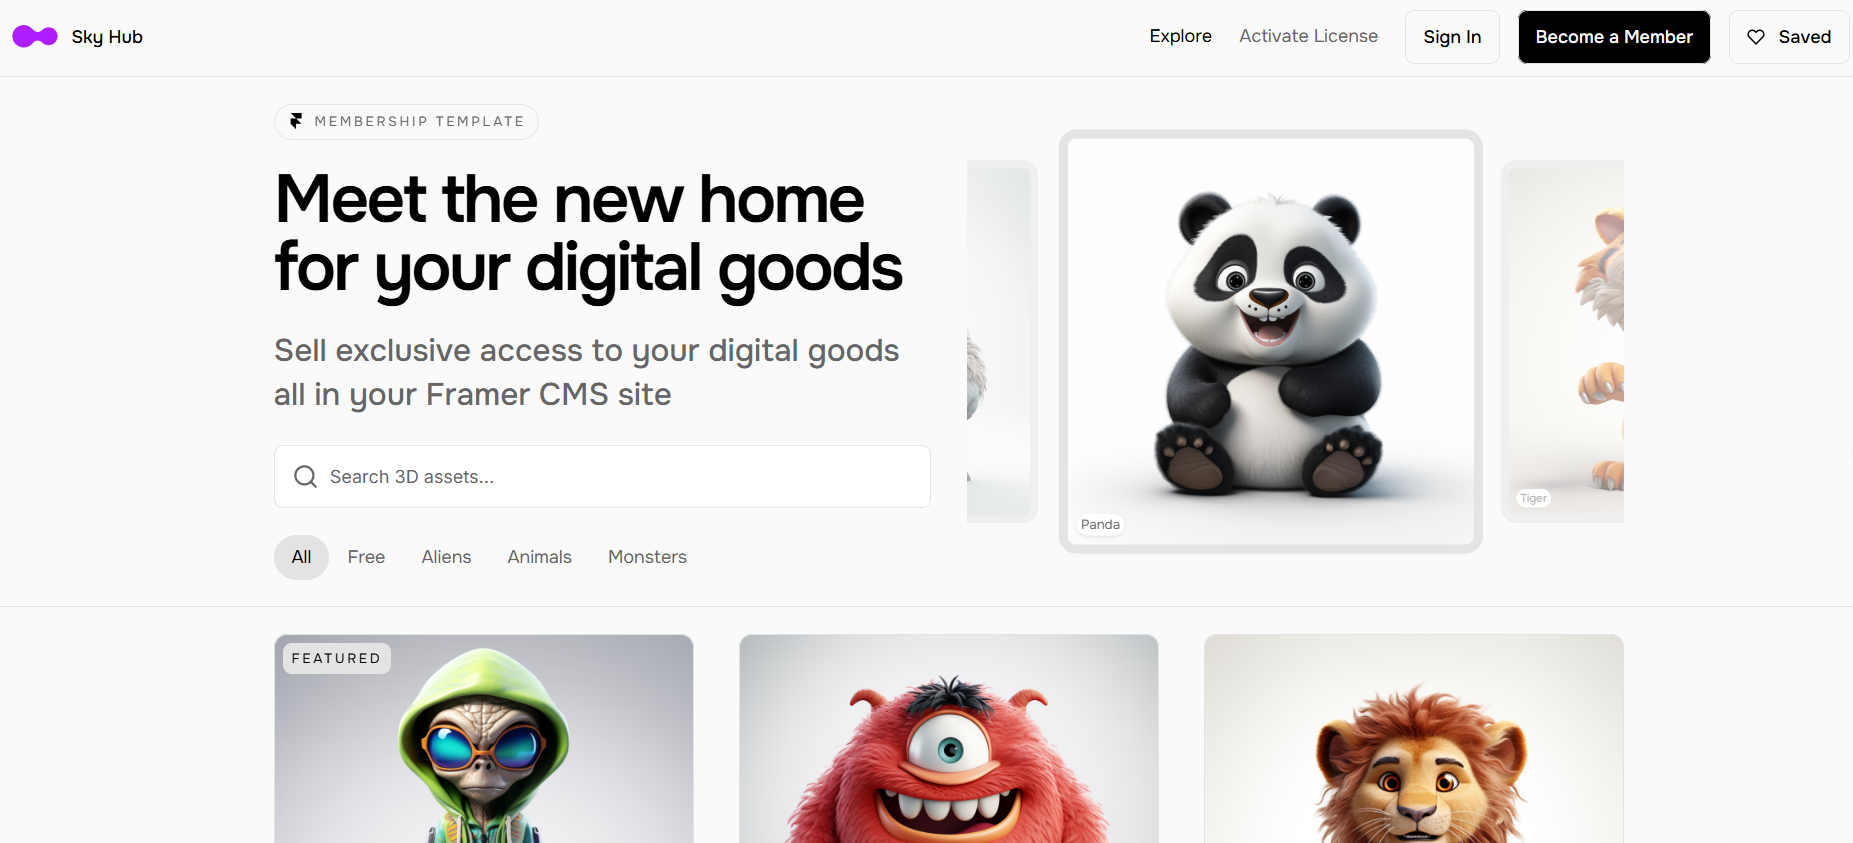 Sky Hub
Explore
Activate License
Sign In
Become a Member
Saved
MEMBERSHIP TEMPLATE
Meet the new home
for your digital goods
Sell exclusive access to your digital goods
all in your Framer CMS site
Search 3D assets...
All
Free
Aliens
Animals
Monsters
Panda
Tiger
FEATURED